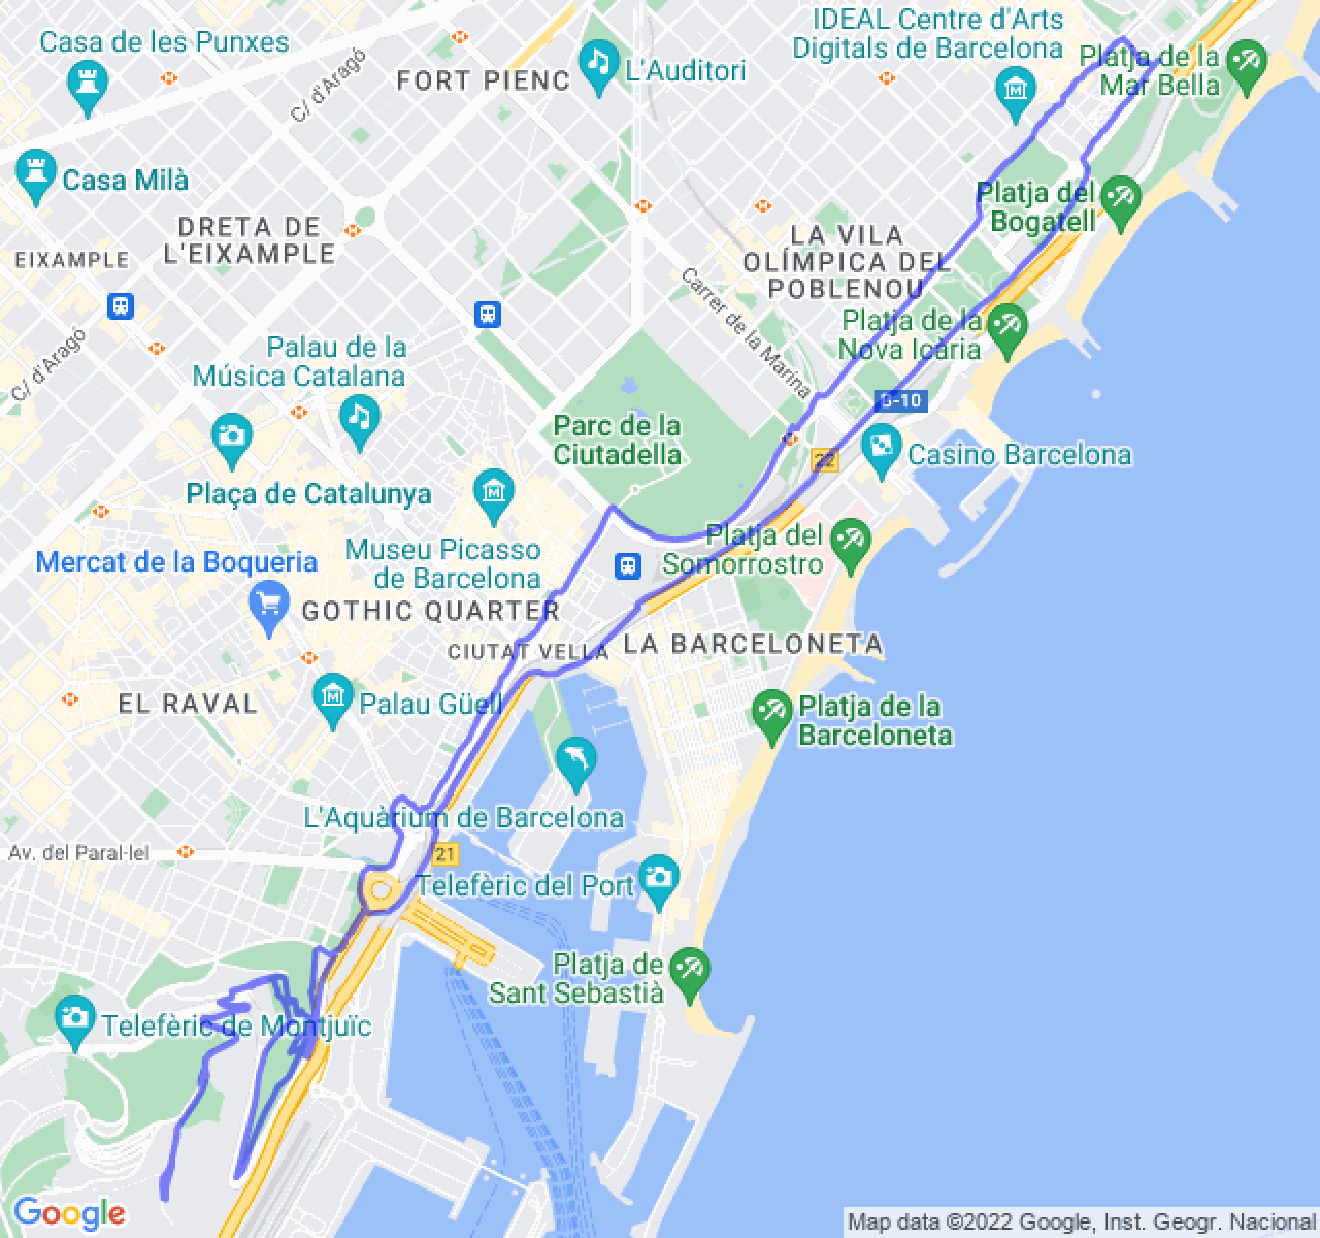 IDEAL Centre d'Arts
Digitals de Barcelona
Casa de les Punxes
Platja de la
Mar Bella
C/ d'Aragó
FORT PIENC
L'Auditori
Casa Milà
Platja del
Bogatell
DRETA DE
L'EIXAMPLE
EIXAMPLE
LA VILA
OLÍMPICA DEL
POBLENOU
Carrer de la Marina
Platja de la
Nova Icària
C/ d'Aragó
Palau de la
Música Catalana
B-10
Parc de la
Ciutadella
22
Casino Barcelona
Plaça de Catalunya
Museu Picasso
de Barcelona
Platja del
Somorrostro
Mercat de la Boqueria
GOTHIC QUARTER
CIUTAT VELLA
LA BARCELONETA
EL RAVAL
Palau Güell
Platja de la
Barceloneta
L'Aquàrium de Barcelona
Av. del Paral·lel
21
Telefèric del Port
Platja de
Sant Sebastià
Telefèric de Montjuïc
Google
Map data ©2022 Google, Inst. Geogr. Nacional